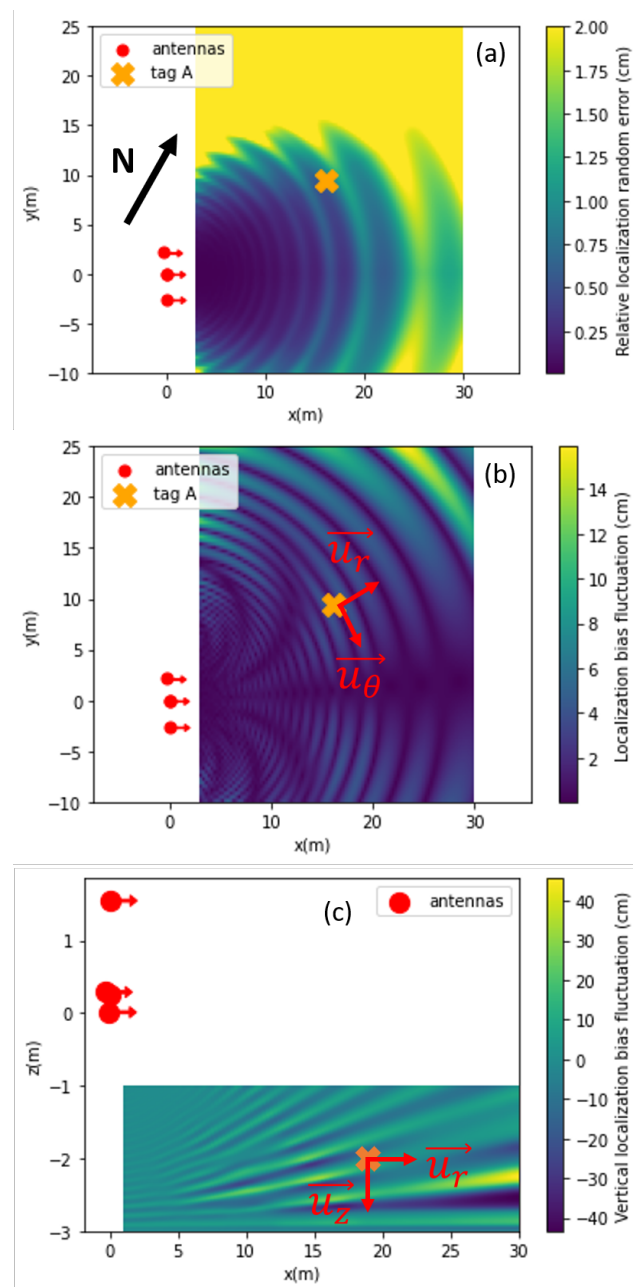 25
20
15
10
5
0
−5
−10
y(m)
antennas
tag A
(a)
N
0
10
20
30
x(m)
2.00
1.75
1.50
1.25
1.00
0.75
0.50
0.25
Relative localization random error (cm)
25
20
15
10
5
0
−5
−10
y(m)
antennas
tag A
(b)
u_r
u_θ
0
10
20
30
x(m)
14
12
10
8
6
4
2
Localization bias fluctuation (cm)
1
0
−1
−2
−3
z(m)
(c)
antennas
u_r
u_z
0
5
10
15
20
25
30
x(m)
40
30
20
10
0
−10
−20
−30
−40
Vertical localization bias fluctuation (cm)